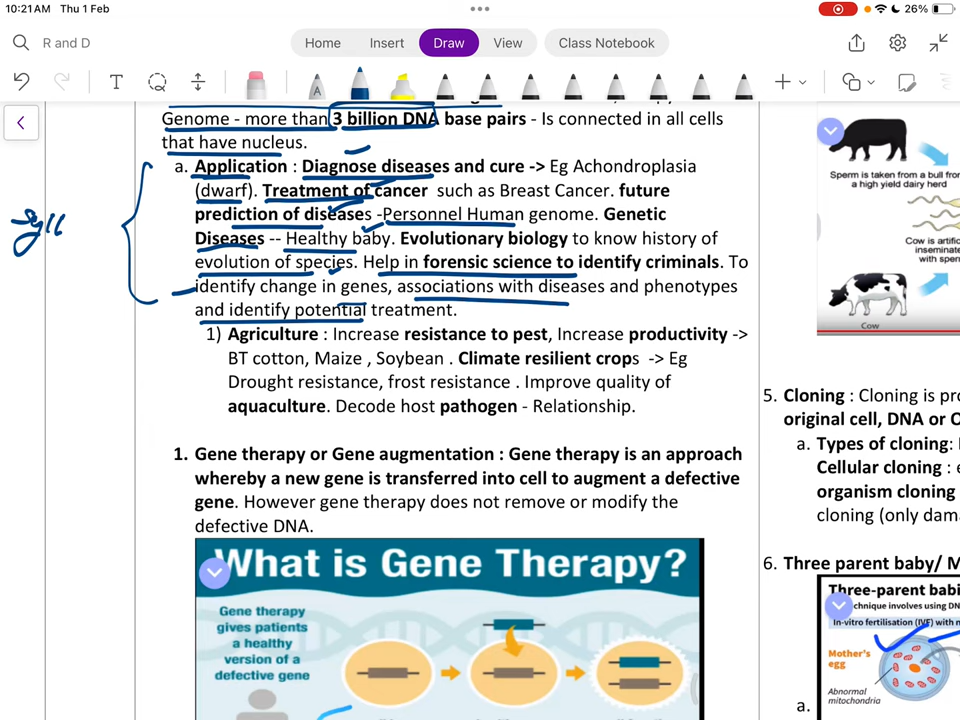 10:21AM Thu 1 Feb
26%
R and D
Home Insert Draw View Class Notebook
Genome - more than 3 billion DNA base pairs - Is connected in all cells
that have nucleus.
a. Application : Diagnose diseases and cure -> Eg Achondroplasia
(dwarf). Treatment of cancer such as Breast Cancer. future
prediction of diseases -Personnel Human genome. Genetic
Diseases -- Healthy baby. Evolutionary biology to know history of
evolution of species. Help in forensic science to identify criminals. To
identify change in genes, associations with diseases and phenotypes
and identify potential treatment.
1) Agriculture : Increase resistance to pest, Increase productivity ->
BT cotton, Maize , Soybean . Climate resilient crops -> Eg
Drought resistance, frost resistance . Improve quality of
aquaculture. Decode host pathogen - Relationship.
1. Gene therapy or Gene augmentation : Gene therapy is an approach
whereby a new gene is transferred into cell to augment a defective
gene. However gene therapy does not remove or modify the
defective DNA.
What is Gene Therapy?
Gene therapy
gives patients
a healthy
version of a
defective gene
Sperm is taken from a bull from
a high yield dairy herd
Cow is artific
inseminate
with sper
Cow
5. Cloning : Cloning is pro
original cell, DNA or O
a. Types of cloning:
Cellular cloning : e
organism cloning
cloning (only dam
6. Three parent baby/ M
Three-parent babi
chnique involves using DN
In-vitro fertilisation (IVF) with m
Mother's
egg
Abnormal
mitochondria
a.